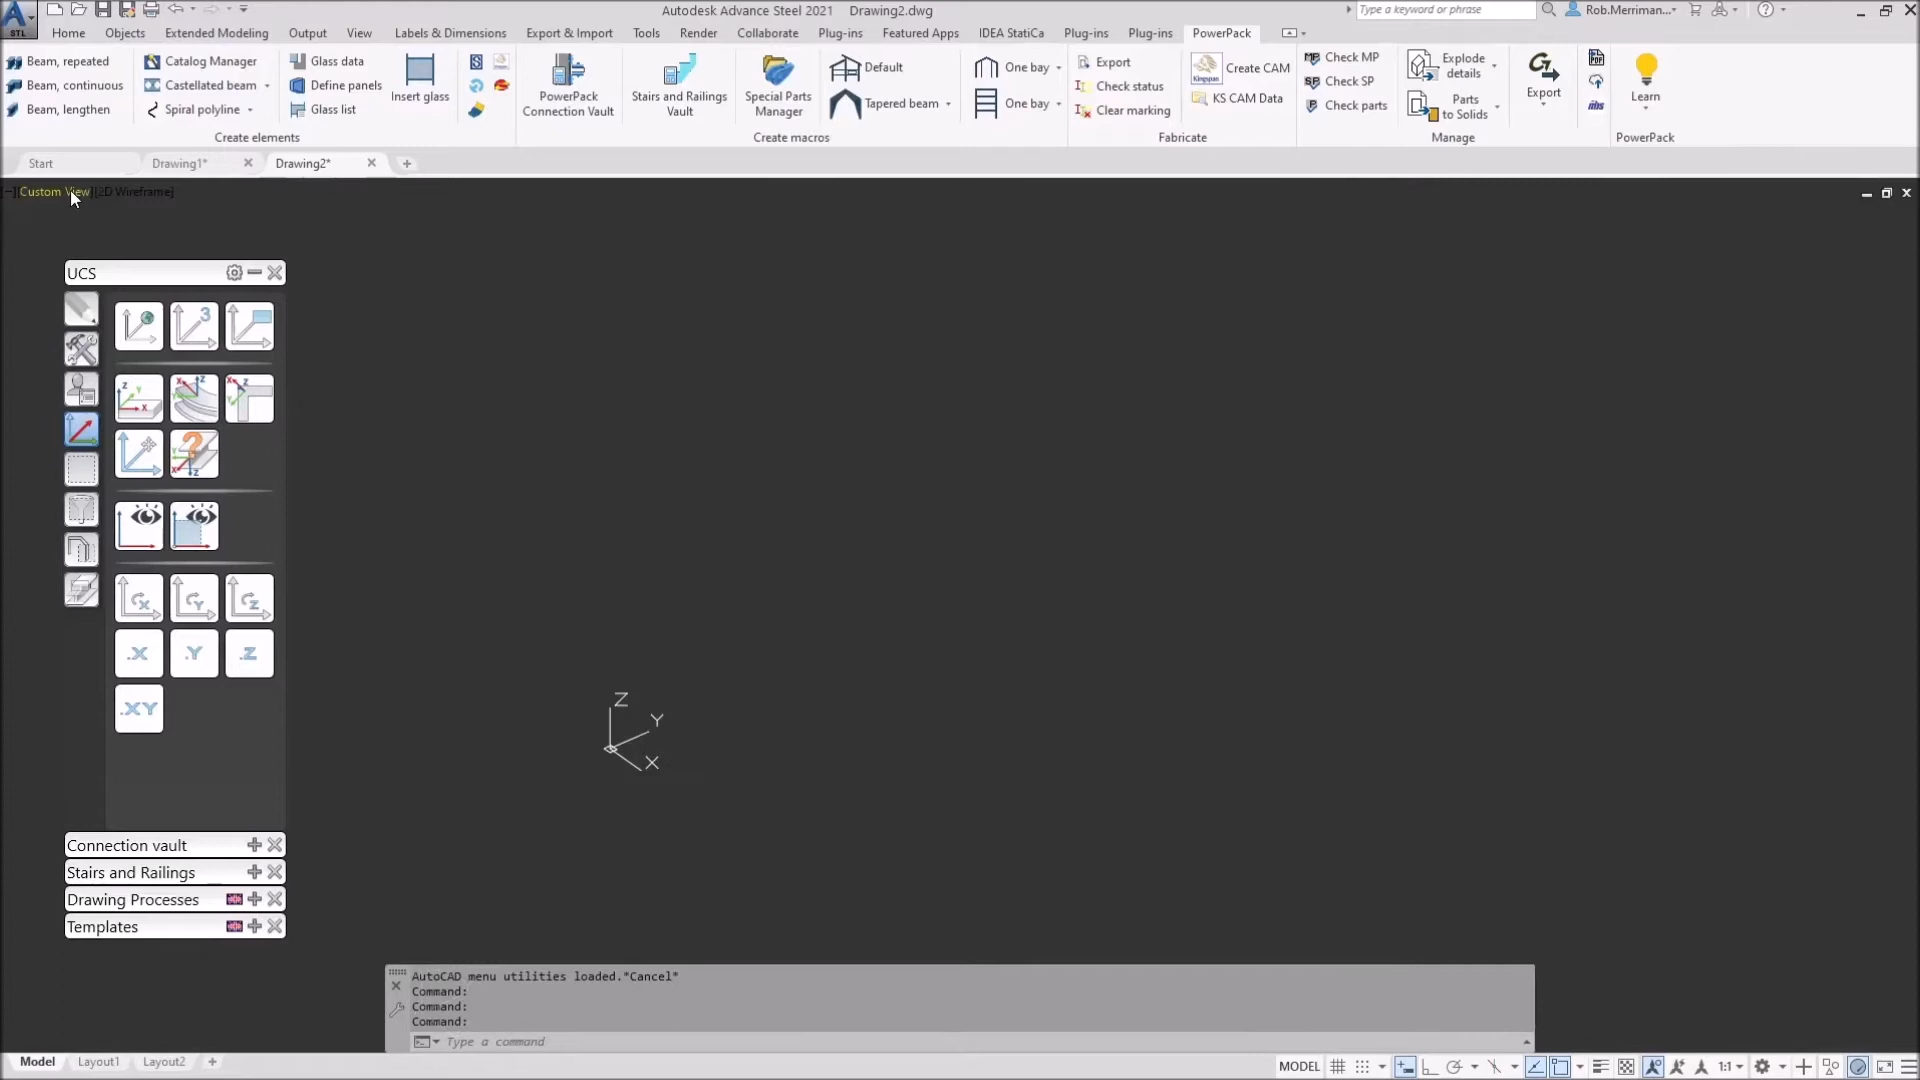 A
STL
Autodesk Advance Steel 2021 Drawing2.dwg
Type a keyword or phrase
Rob.Merriman...
Home Objects Extended Modeling Output View Labels & Dimensions Export & Import Tools Render Collaborate Plug-ins Featured Apps IDEA StatiCa Plug-ins Plug-ins PowerPack
Beam, repeated
Beam, continuous
Beam, lengthen
Catalog Manager
Castellated beam
Spiral polyline
Glass data
Define panels
Glass list
Insert glass
Create elements
PowerPack
Connection Vault
Stairs and Railings
Vault
Special Parts
Manager
Default
Tapered beam
One bay
One bay
Create macros
Export
Check status
Clear marking
Kingspan
Create CAM
KS CAM Data
Fabricate
Check MP
Check SP
Check parts
Explode
details
Parts
to Solids
Export
Manage
PDF
Learn
PowerPack
Start Drawing1* Drawing2*
[−][Custom View][2D Wireframe]
UCS
3
Z Y X
X Z Y
X Z Y
?
X Y Z
X Y Z
.X .Y .Z
.XY
Z
Y
X
Connection vault
Stairs and Railings
Drawing Processes
Templates
AutoCAD menu utilities loaded.*Cancel*
Command:
Command:
Command:
Type a command
Model Layout1 Layout2
MODEL 1:1